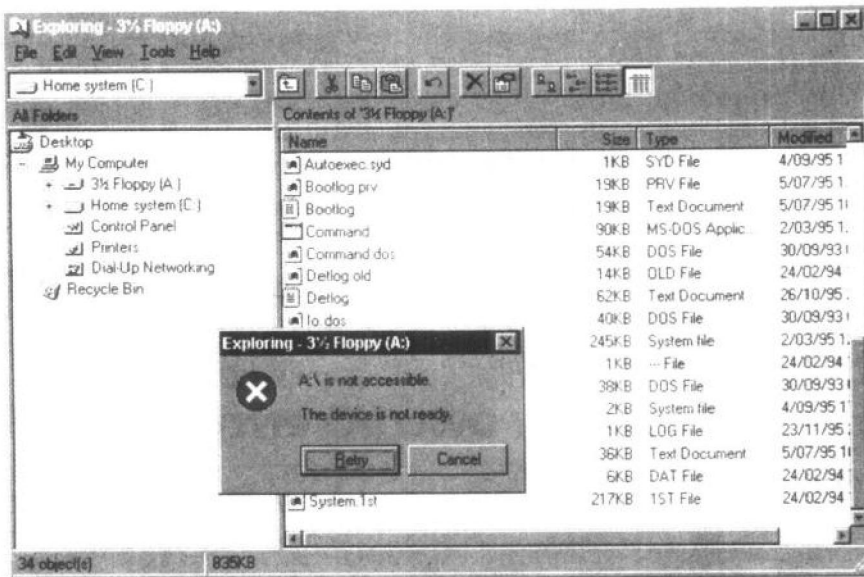 Exploring - 3½ Floppy (A:)
File Edit View Tools Help
Home system (C:)
All Folders
Contents of '3½ Floppy (A:)'
Desktop
My Computer
3½ Floppy (A:)
Home system (C:)
Control Panel
Printers
Dial-Up Networking
Recycle Bin
Name Size Type Modified
Autoexec.syd 1KB SYD File 4/09/95 1
Bootlog.prv 19KB PRV File 5/07/95 1
Bootlog 19KB Text Document 5/07/95 1
Command 90KB MS-DOS Applic... 2/03/95 1
Command.dos 54KB DOS File 30/09/93
Detlog.old 14KB OLD File 24/02/94
Detlog 62KB Text Document 26/10/95
Io.dos 40KB DOS File 30/09/93
245KB System file 2/03/95 1
1KB --- File 24/02/94
38KB DOS File 30/09/93
2KB System file 4/09/95 1
1KB LOG File 23/11/95
36KB Text Document 5/07/95 1
6KB DAT File 24/02/94
System.1st 217KB 1ST File 24/02/94
Exploring - 3½ Floppy (A:)
A:\ is not accessible.
The device is not ready.
Retry Cancel
34 object(s) 835KB